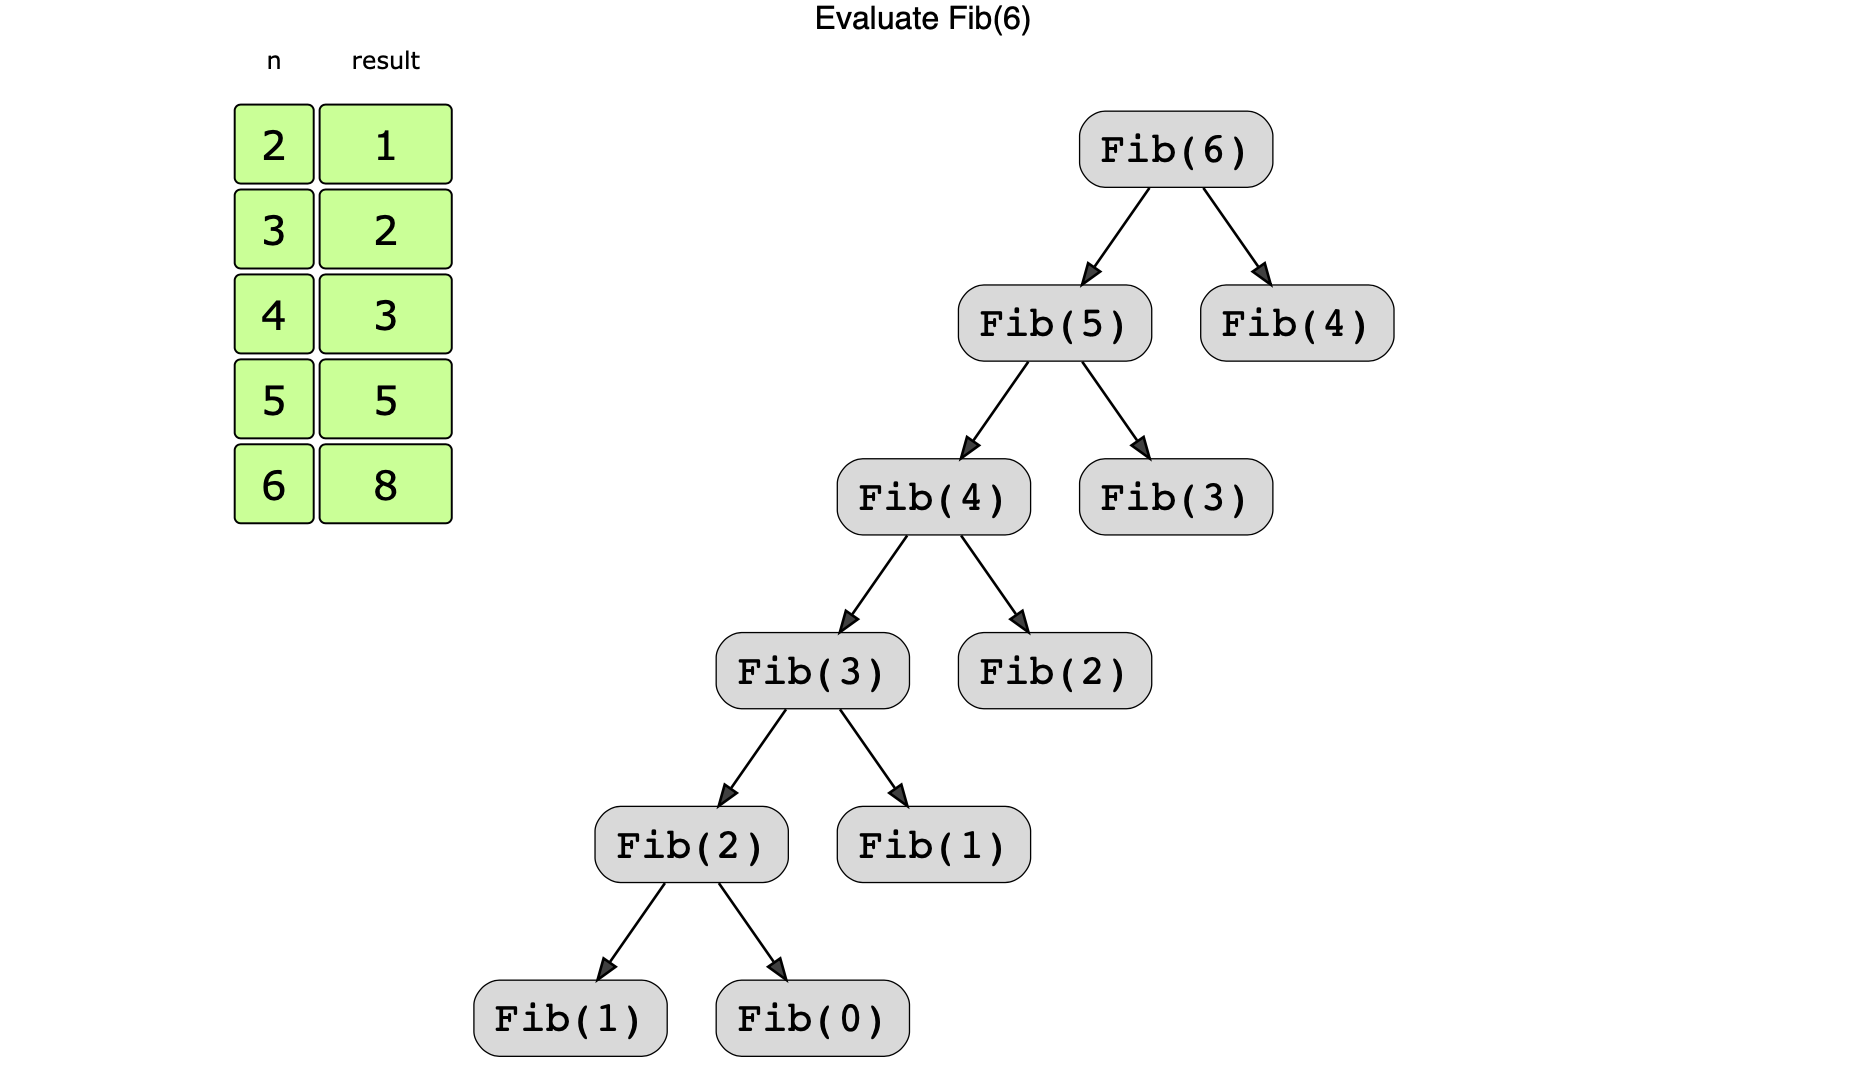 Evaluate Fib(6)
n result
2 1
3 2
4 3
5 5
6 8
Fib(6)
Fib(5) Fib(4)
Fib(4) Fib(3)
Fib(3) Fib(2)
Fib(2) Fib(1)
Fib(1) Fib(0)